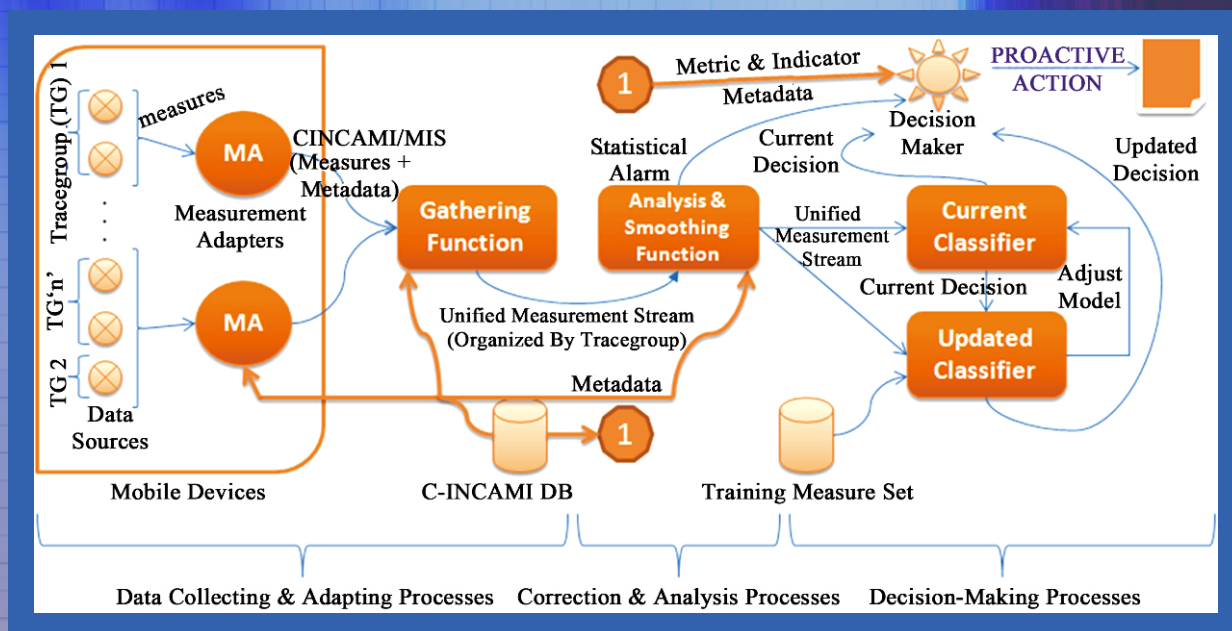 Tracegroup (TG) 1
measures
MA
CINCAMI/MIS
(Measures +
Metadata)
Measurement
Adapters
.
.
.
TG‘n’
MA
TG 2
Data
Sources
Mobile Devices
Gathering
Function
Unified Measurement Stream
(Organized By Tracegroup)
Metadata
C-INCAMI DB
1
1
Metric & Indicator
Metadata
Statistical
Alarm
Analysis &
Smoothing
Function
Current
Decision
Decision
Maker
PROACTIVE
ACTION
Updated
Decision
Unified
Measurement
Stream
Current
Classifier
Current Decision
Adjust
Model
Updated
Classifier
Training Measure Set
Data Collecting & Adapting Processes
Correction & Analysis Processes
Decision-Making Processes